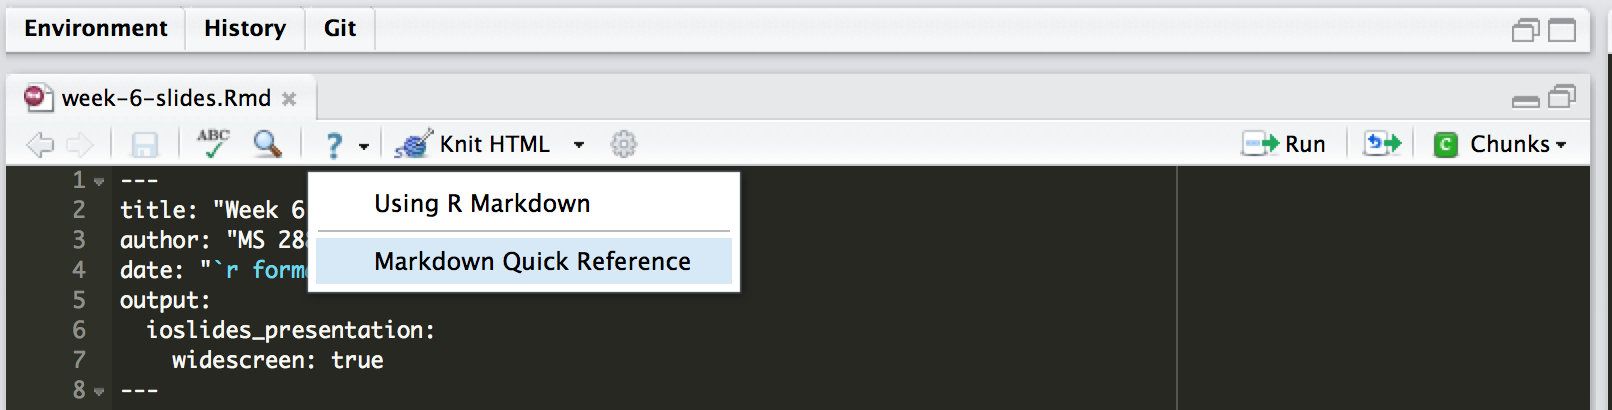 Environment History Git
week-6-slides.Rmd
ABC ? Knit HTML Run C Chunks
1 ---
2 title: "Week 6
3 author: "MS 28
4 date: "`r form
5 output:
6 ioslides_presentation:
7 widescreen: true
8 ---
Using R Markdown
Markdown Quick Reference